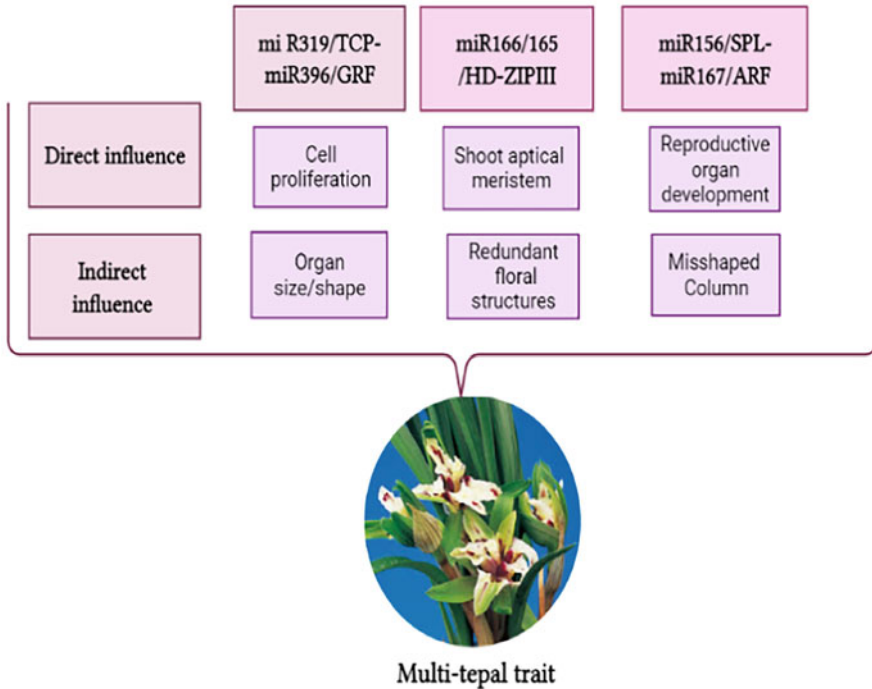 mi R319/TCP-
miR396/GRF
miR166/165
/HD-ZIPIII
miR156/SPL-
miR167/ARF
Direct influence
Cell
proliferation
Shoot aptical
meristem
Reproductive
organ
development
Indirect
influence
Organ
size/shape
Redundant
floral
structures
Misshaped
Column
Multi-tepal trait